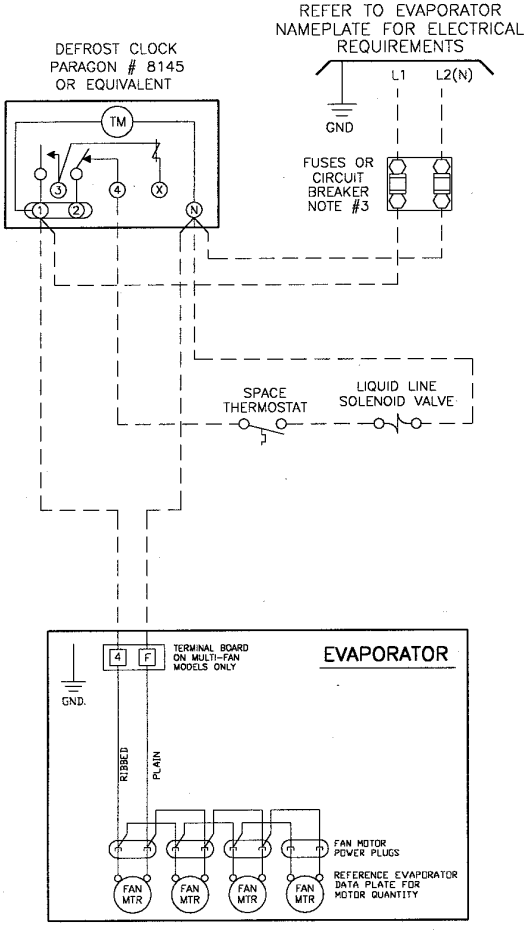 REFER TO EVAPORATOR
NAMEPLATE FOR ELECTRICAL
REQUIREMENTS
DEFROST CLOCK
PARAGON # 8145
OR EQUIVALENT
L1
L2(N)
GND
TM
FUSES OR
CIRCUIT
BREAKER
NOTE #3
3
4
X
1
2
N
SPACE
THERMOSTAT
LIQUID LINE
SOLENOID VALVE
4
F
TERMINAL BOARD
ON MULTI-FAN
MODELS ONLY
EVAPORATOR
GND.
RIBBED
PLAIN
FAN MOTOR
POWER PLUGS
FAN
MTR
FAN
MTR
FAN
MTR
FAN
MTR
REFERENCE EVAPORATOR
DATA PLATE FOR
MOTOR QUANTITY